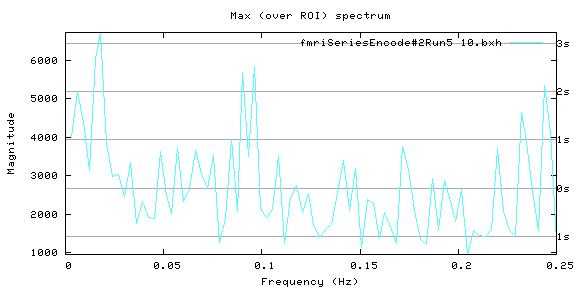 Max (over ROI) spectrum
fmriSeriesEncode#2Run5 10.bxh
6000
5000
4000
3000
2000
1000
3s
2s
1s
0s
1s
Magnitude
0
0.05
0.1
0.15
0.2
0.25
Frequency (Hz)